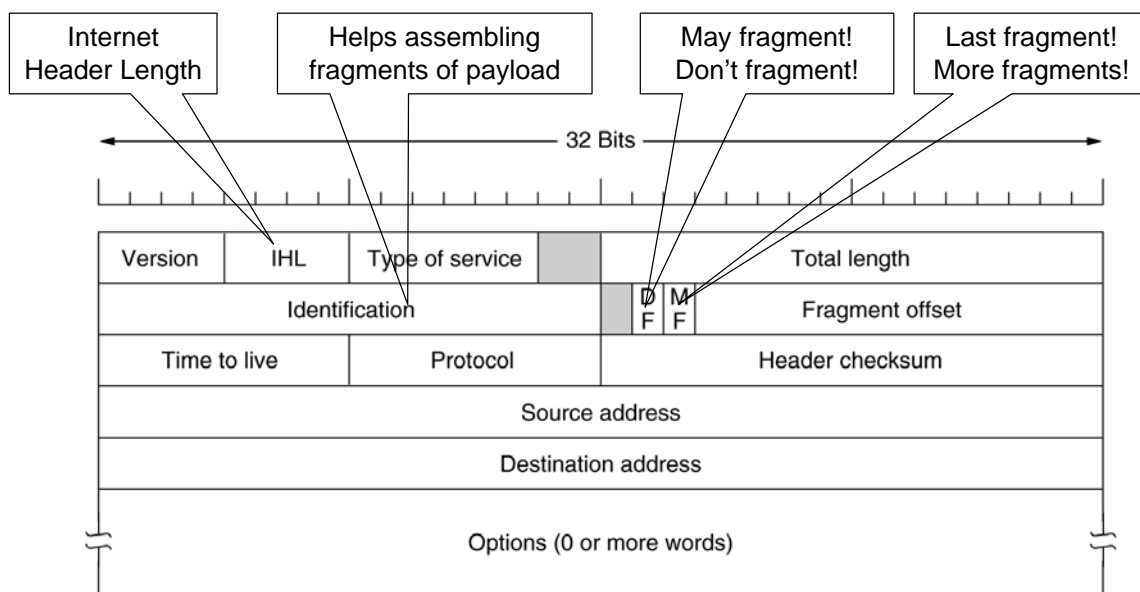 Internet
Header Length
Helps assembling
fragments of payload
May fragment!
Don’t fragment!
Last fragment!
More fragments!
32 Bits
Version IHL Type of service Total length
Identification D F M F Fragment offset
Time to live Protocol Header checksum
Source address
Destination address
Options (0 or more words)